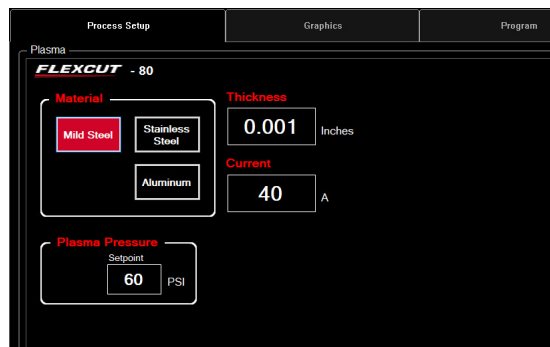 Process Setup Graphics Program
Plasma
FLEXCUT - 80
Material
Mild Steel
Stainless
Steel
Aluminum
Thickness
0.001 Inches
Current
40 A
Plasma Pressure
Setpoint
60 PSI